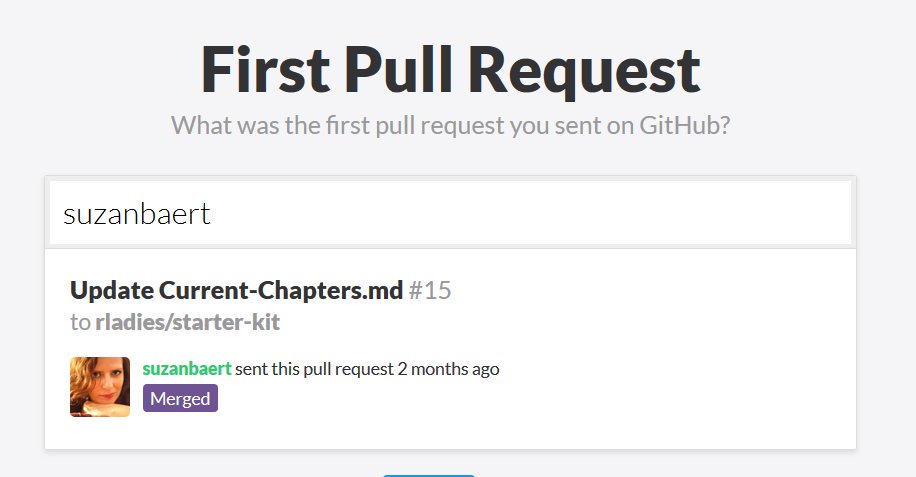 First Pull Request
What was the first pull request you sent on GitHub?
suzanbaert
Update Current-Chapters.md #15
to rladies/starter-kit
suzanbaert sent this pull request 2 months ago
Merged